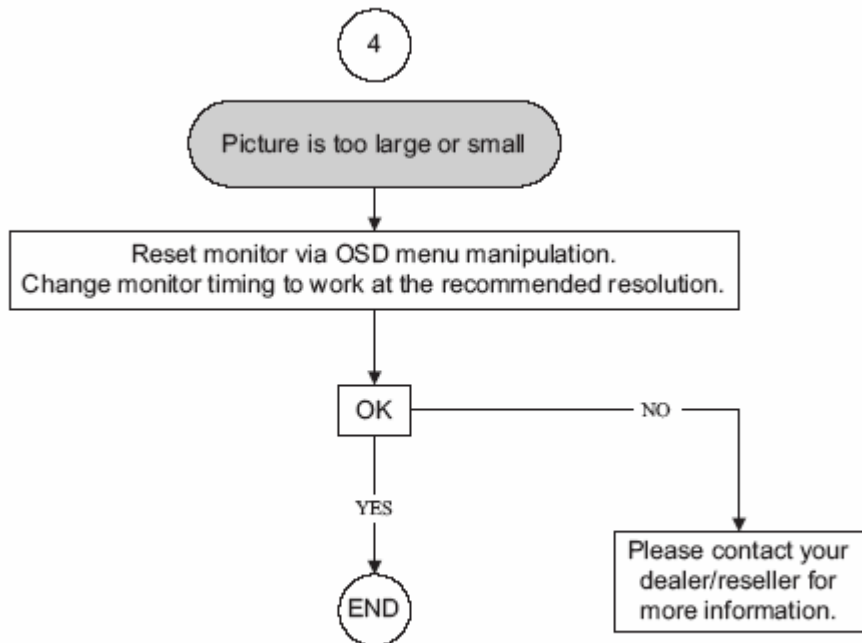 4
Picture is too large or small
Reset monitor via OSD menu manipulation.
Change monitor timing to work at the recommended resolution.
OK
NO
YES
Please contact your
dealer/reseller for
more information.
END